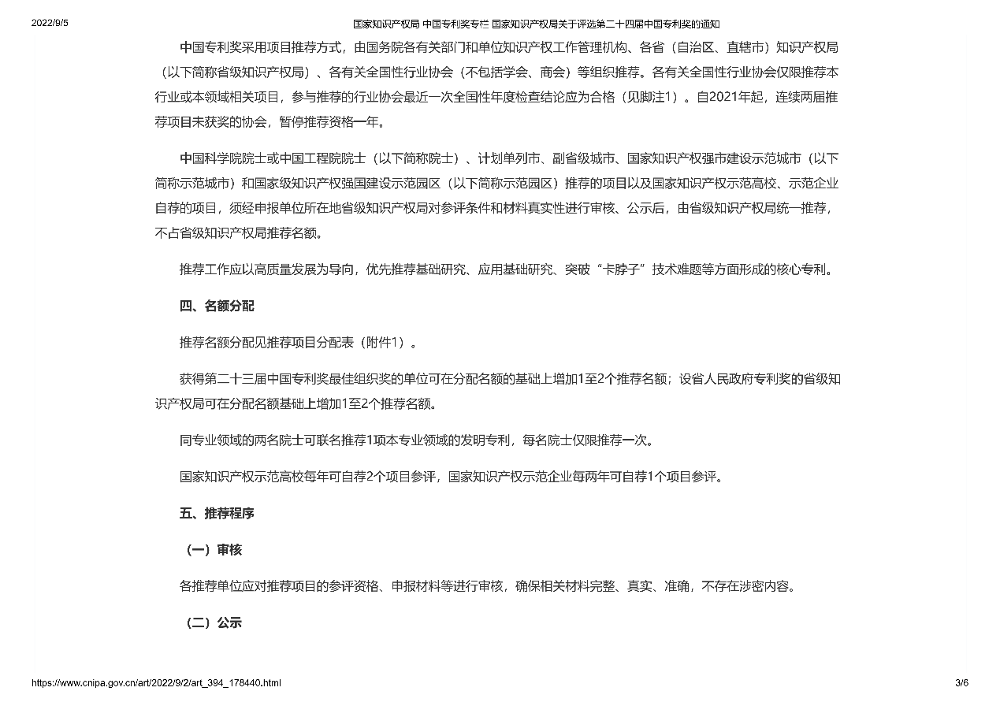 2022/9/5
国家知识产权局 中国专利奖专栏 国家知识产权局关于评选第二十四届中国专利奖的通知
中国专利奖采用项目推荐方式，由国务院各有关部门和单位知识产权工作管理机构、各省（自治区、直辖市）知识产权局
（以下简称省级知识产权局）、各有关全国性行业协会（不包括学会、商会）等组织推荐。各有关全国性行业协会仅限推荐本
行业或本领域相关项目，参与推荐的行业协会最近一次全国性年度检查结论应为合格（见脚注1）。自2021年起，连续两届推
荐项目未获奖的协会，暂停推荐资格一年。
中国科学院院士或中国工程院院士（以下简称院士）、计划单列市、副省级城市、国家知识产权强市建设示范城市（以下
简称示范城市）和国家级知识产权强国建设示范园区（以下简称示范园区）推荐的项目以及国家知识产权示范高校、示范企业
自荐的项目，须经申报单位所在地省级知识产权局对参评条件和材料真实性进行审核、公示后，由省级知识产权局统一推荐，
不占省级知识产权局推荐名额。
推荐工作应以高质量发展为导向，优先推荐基础研究、应用基础研究、突破“卡脖子”技术难题等方面形成的核心专利。
四、名额分配
推荐名额分配见推荐项目分配表（附件1）。
获得第二十三届中国专利奖最佳组织奖的单位可在分配名额的基础上增加1至2个推荐名额；设省人民政府专利奖的省级知
识产权局可在分配名额基础上增加1至2个推荐名额。
同专业领域的两名院士可联名推荐1项本专业领域的发明专利，每名院士仅限推荐一次。
国家知识产权示范高校每年可自荐2个项目参评，国家知识产权示范企业每两年可自荐1个项目参评。
五、推荐程序
（一）审核
各推荐单位应对推荐项目的参评资格、申报材料等进行审核，确保相关材料完整、真实、准确，不存在涉密内容。
（二）公示
https://www.cnipa.gov.cn/art/2022/9/2/art_394_178440.html
3/6